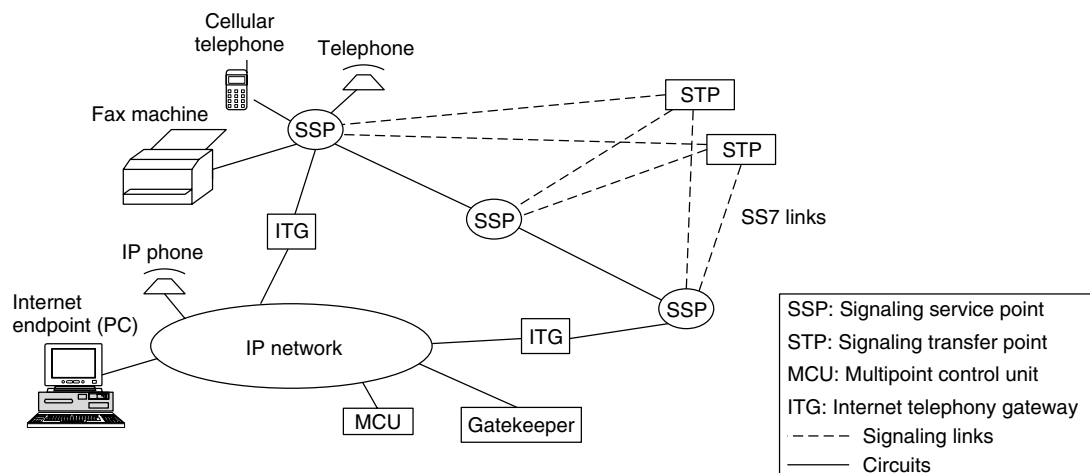 Cellular
telephone
Telephone
Fax machine
SSP
STP
STP
SSP
SS7 links
ITG
IP phone
SSP
Internet
endpoint (PC)
ITG
IP network
MCU
Gatekeeper
SSP: Signaling service point
STP: Signaling transfer point
MCU: Multipoint control unit
ITG: Internet telephony gateway
Signaling links
Circuits